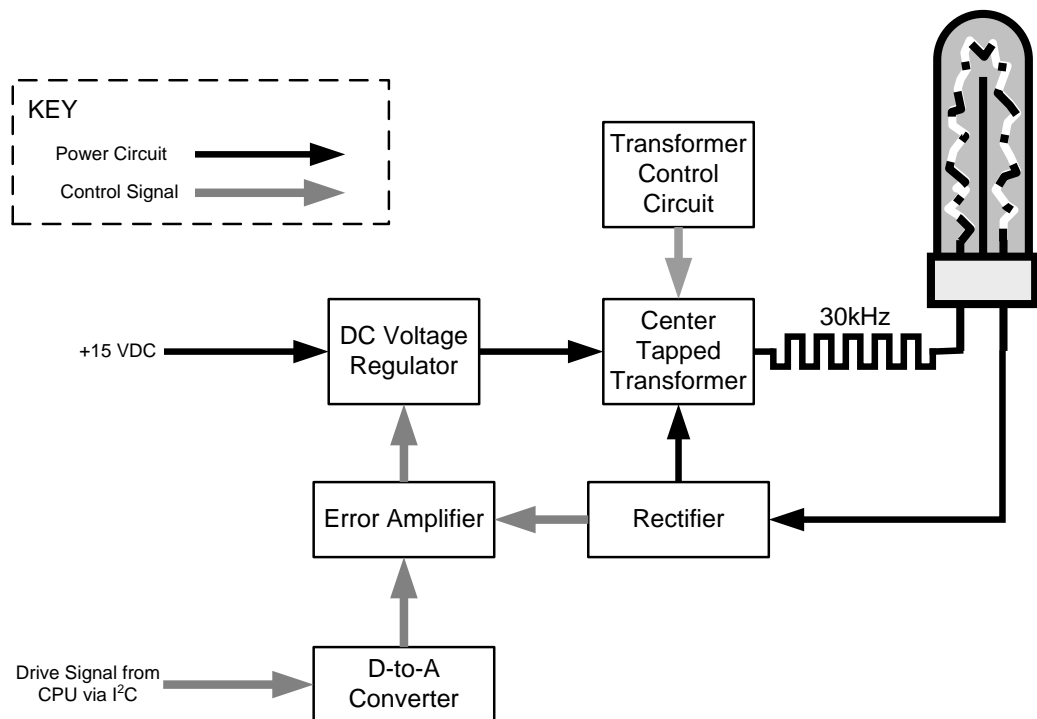 KEY
Power Circuit
Control Signal
Transformer
Control
Circuit
+15 VDC
DC Voltage
Regulator
Center
Tapped
Transformer
30kHz
Error Amplifier
Rectifier
Drive Signal from
CPU via I²C
D-to-A
Converter